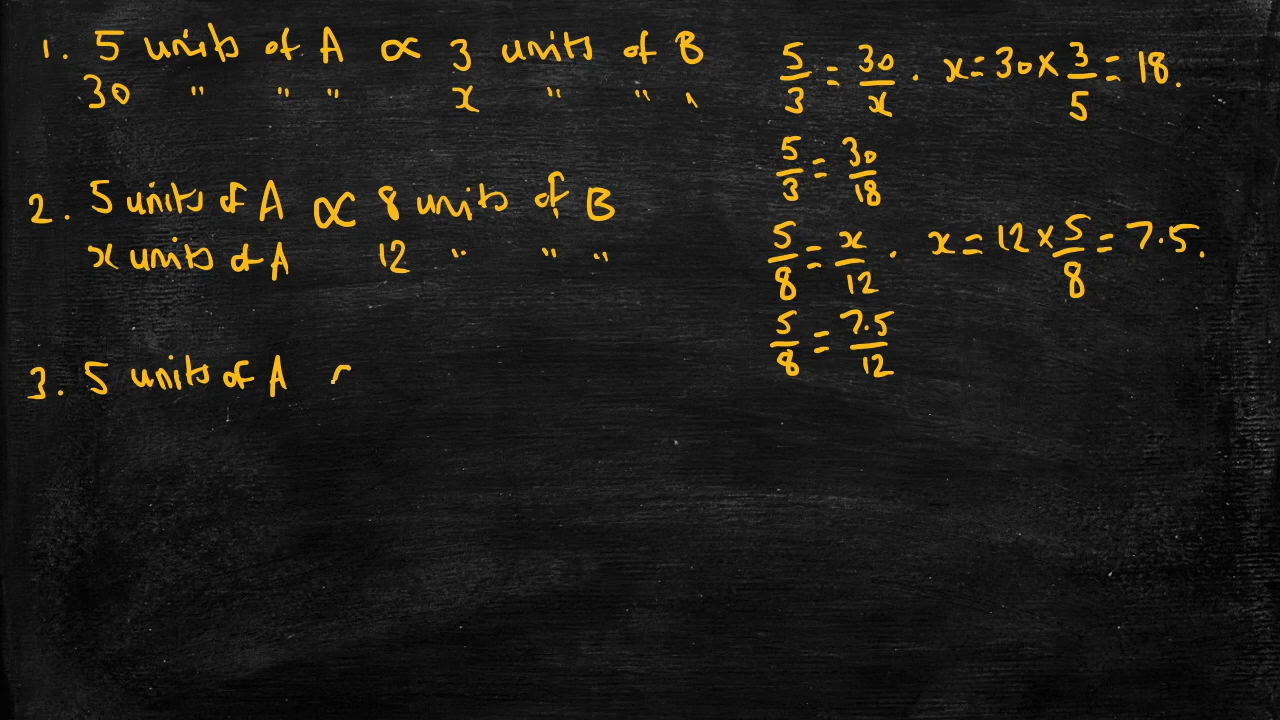 1. 5 units of A ∝ 3 units of B
30 " " " x " " "
5/3 = 30/x . x = 30 × 3/5 = 18.
5/3 = 30/18
2. 5 units of A ∝ 8 units of B
x units of A 12 " " "
5/8 = x/12 . x = 12 × 5/8 = 7.5.
5/8 = 7.5/12
3. 5 units of A